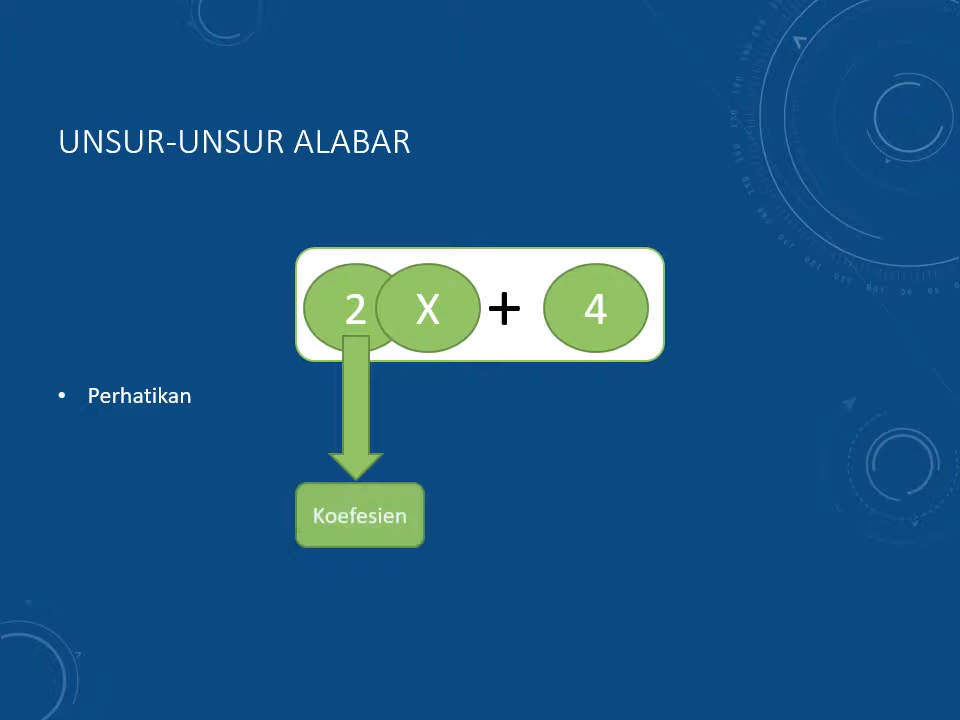 UNSUR-UNSUR ALABAR
2 X + 4
• Perhatikan
Koefesien